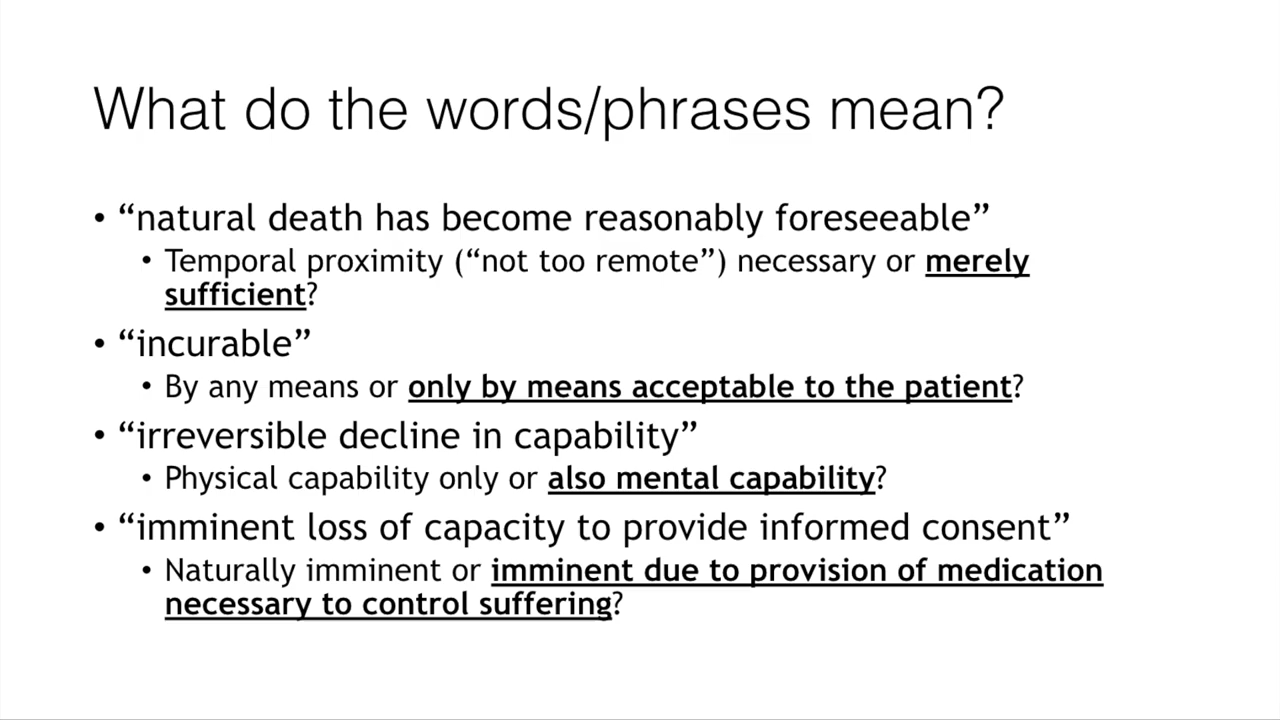 What do the words/phrases mean?
• “natural death has become reasonably foreseeable”
• Temporal proximity (“not too remote”) necessary or merely
sufficient?
• “incurable”
• By any means or only by means acceptable to the patient?
• “irreversible decline in capability”
• Physical capability only or also mental capability?
• “imminent loss of capacity to provide informed consent”
• Naturally imminent or imminent due to provision of medication
necessary to control suffering?